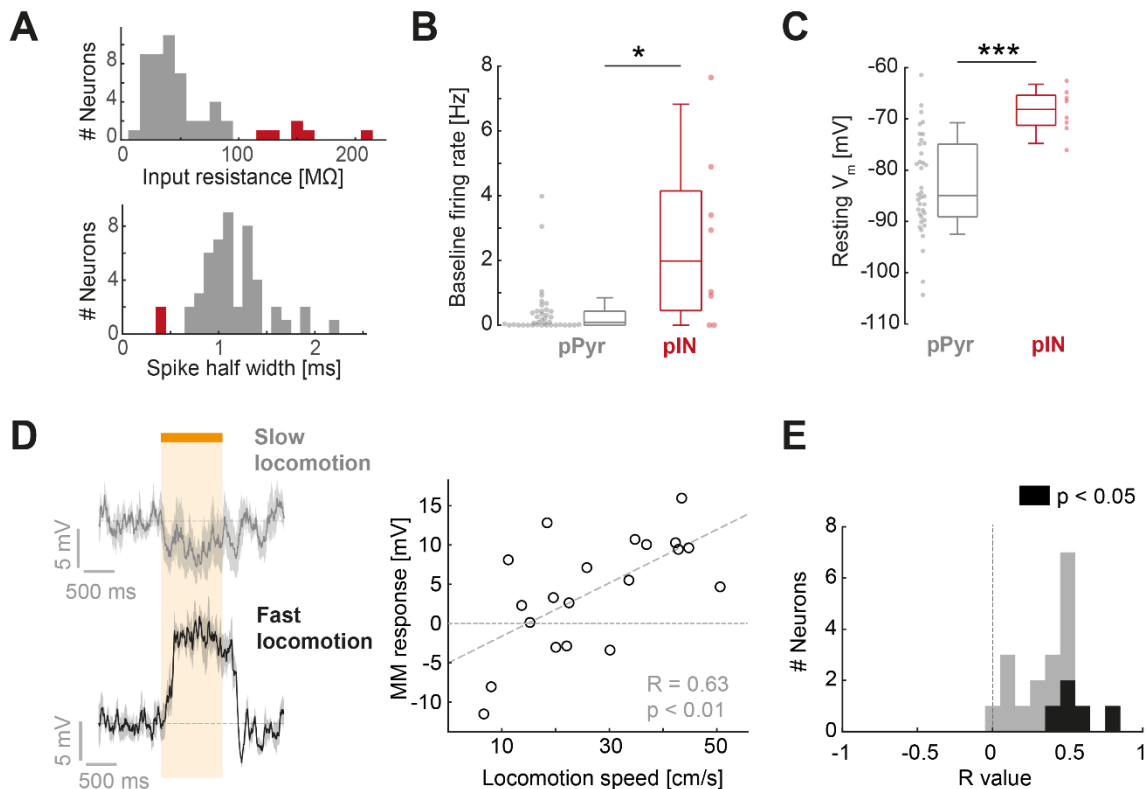 A
8
4
0
# Neurons
0
100
200
Input resistance [MΩ]
8
4
0
# Neurons
0
1
2
Spike half width [ms]
B
*
8
6
4
2
0
Baseline firing rate [Hz]
pPyr
pIN
C
***
-60
-70
-80
-90
-100
-110
Resting Vm [mV]
pPyr
pIN
D
Slow
locomotion
5 mV
500 ms
Fast
locomotion
5 mV
500 ms
15
10
5
0
-5
-10
MM response [mV]
R = 0.63
p < 0.01
10
30
50
Locomotion speed [cm/s]
E
p < 0.05
8
6
4
2
0
# Neurons
-1
-0.5
0
0.5
1
R value